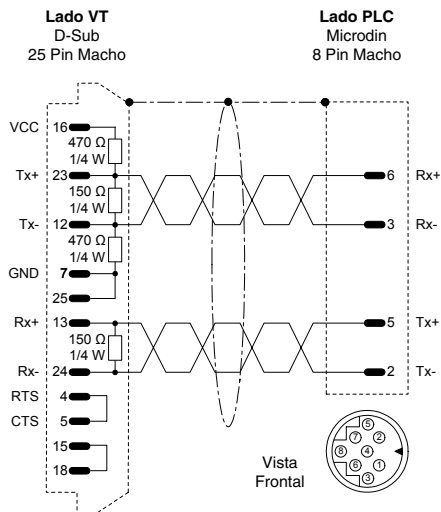 Lado VT
D-Sub
25 Pin Macho
Lado PLC
Microdin
8 Pin Macho
VCC 16
470 Ω
1/4 W
Tx+ 23
150 Ω
1/4 W
Tx- 12
470 Ω
1/4 W
GND 7
25
Rx+ 13
150 Ω
1/4 W
Rx- 24
RTS 4
CTS 5
15
18
6 Rx+
3 Rx-
5 Tx+
2 Tx-
Vista
Frontal
5
7 2
8 4
6 1
3